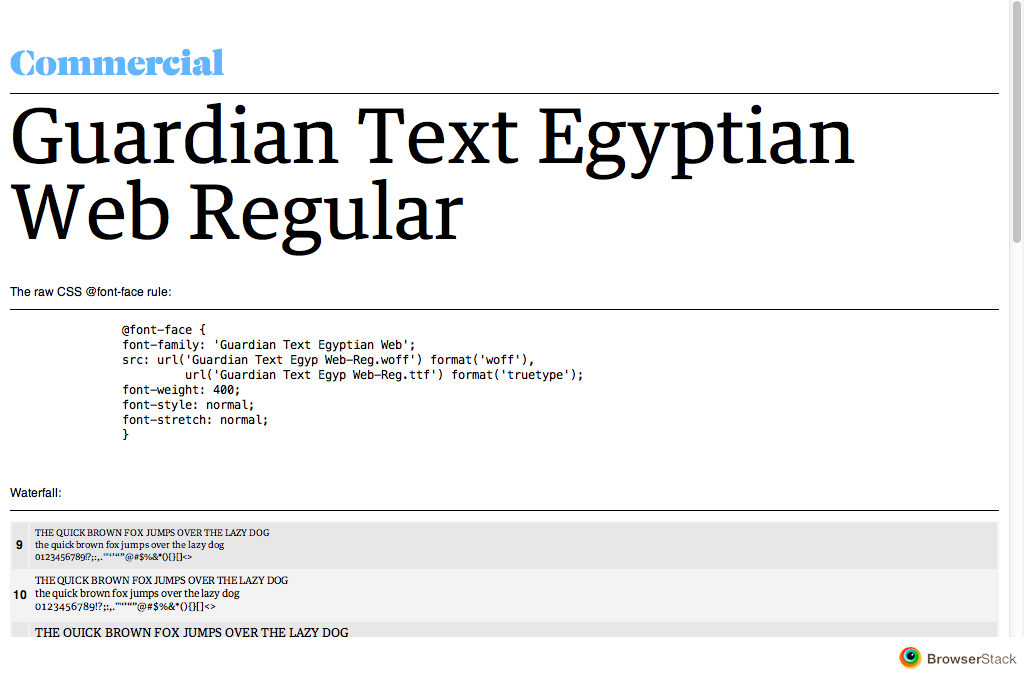 Commercial
Guardian Text Egyptian
Web Regular
The raw CSS @font-face rule:
@font-face {
font-family: 'Guardian Text Egyptian Web';
src: url('Guardian Text Egyp Web-Reg.woff') format('woff'),
url('Guardian Text Egyp Web-Reg.ttf') format('truetype');
font-weight: 400;
font-style: normal;
font-stretch: normal;
}
Waterfall:
9
THE QUICK BROWN FOX JUMPS OVER THE LAZY DOG
the quick brown fox jumps over the lazy dog
0123456789!?;:,.'"‘’“”@#$%&*(){}[]<>
10
THE QUICK BROWN FOX JUMPS OVER THE LAZY DOG
the quick brown fox jumps over the lazy dog
0123456789!?;:,.'"‘’“”@#$%&*(){}[]<>
THE QUICK BROWN FOX JUMPS OVER THE LAZY DOG
BrowserStack